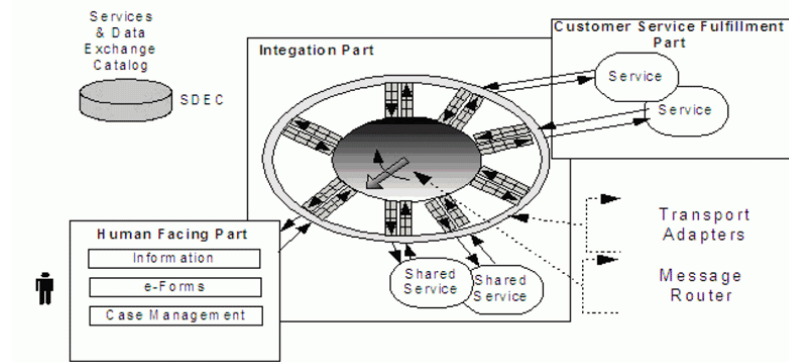 Services
& Data
Exchange
Catalog
SDEC
Integation Part
Customer Service Fulfillment
Part
Service
Service
Human Facing Part
Information
e-Forms
Case Management
Shared
Service
Shared
Service
Transport
Adapters
Message
Router